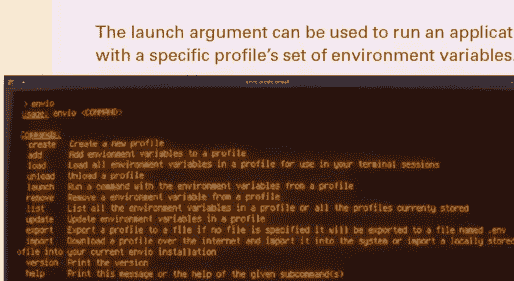 The launch argument can be used to run an applicat
with a specific profile's set of environment variables.
> envio
Usage: envio <COMMAND>
Commands:
create Create a new profile
add Add envionment variables to a profile
load Load all environment variables in a profile for use in your terminal sessions
unload Unload a profile
launch Run a command with the environment variables from a profile
remove Remove a environment variable from a profile
list List all the environment variables in a profile or all the profiles currenty stored
update Update environment variables in a profile
export Export a profile to a file if no file is specified it will be exported to a file named .env
import Download a profile over the internet and import it into the system or import a locally stored
ofile into your current envio installation
version Print the version
help Print this message or the help of the given subcommand(s)